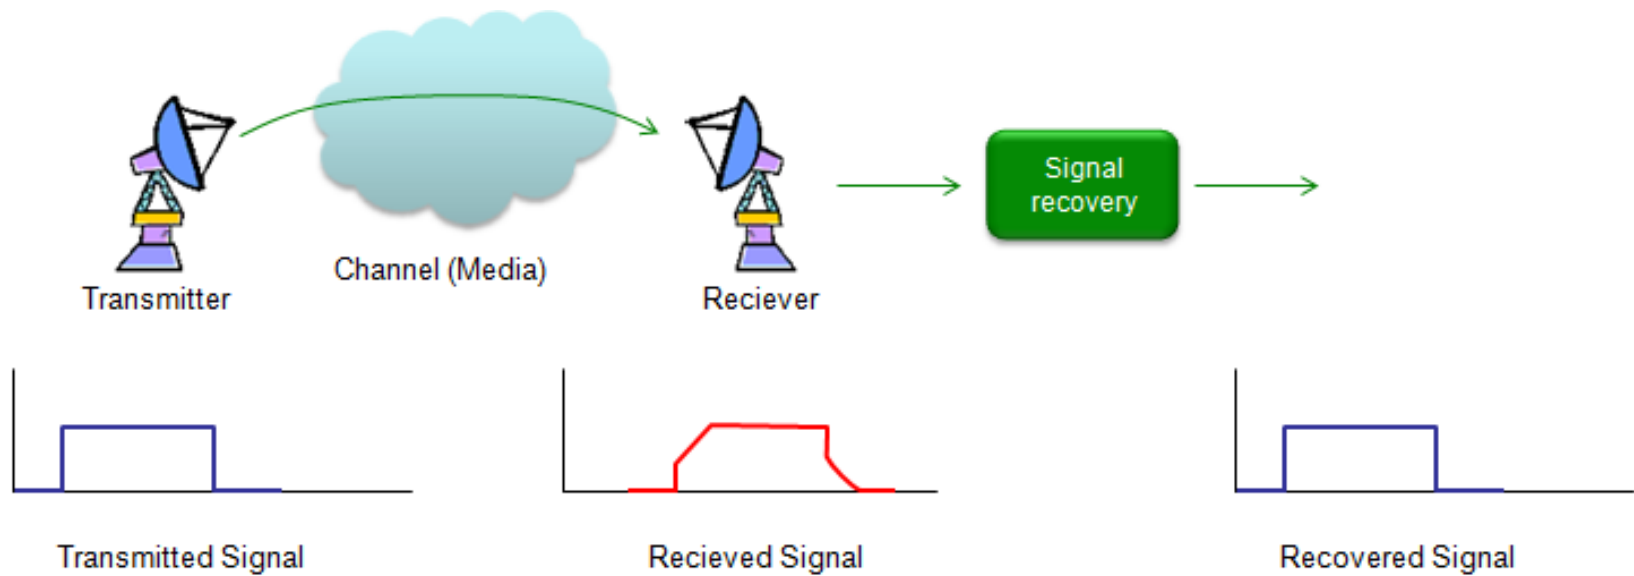 Signal
recovery
Channel (Media)
Transmitter
Reciever
Transmitted Signal
Recieved Signal
Recovered Signal